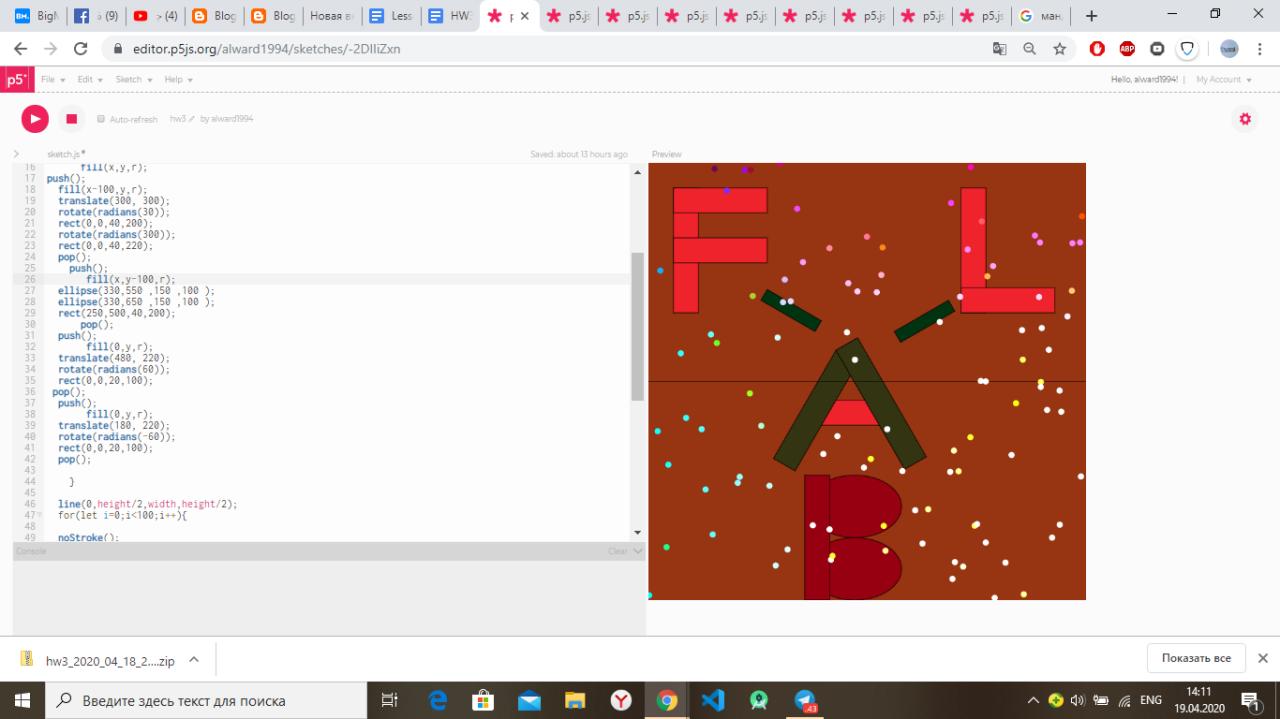 BigM
(9)
> (4)
Blog
Blog
Новая вк
Less
HW:
p
p5.js
p5.js
p5.js
p5.js
p5.js
p5.js
p5.js
p5.js
ман.
editor.p5js.org/alward1994/sketches/-2DIliZxn
ABP
p5*
File
Edit
Sketch
Help
Hello, alward1994! |
My Account
Auto-refresh
hw3
by alward1994
sketch.js
Saved: about 13 hours ago
Preview
16 fill(x,y,r);
17 push();
18 fill(x-100,y,r);
19 translate(300, 300);
20 rotate(radians(30));
21 rect(0,0,40,200);
22 rotate(radians(300));
23 rect(0,0,40,220);
24 pop();
25 push();
26 fill(x,y-100,r);
27 ellipse(330,550 ,150 ,100 );
28 ellipse(330,650 ,150 ,100 );
29 rect(250,500,40,200);
30 pop();
31 push();
32 fill(0,y,r);
33 translate(480, 220);
34 rotate(radians(60));
35 rect(0,0,20,100);
36 pop();
37 push();
38 fill(0,y,r);
39 translate(180, 220);
40 rotate(radians(-60));
41 rect(0,0,20,100);
42 pop();
43
44 }
45
46 line(0,height/2,width,height/2);
47 for(let i=0;i<100;i++){
48
49 noStroke();
F L
A
B
Console
Clear
hw3_2020_04_18_2....zip
Показать все
Введите здесь текст для поиска
43
ENG
14:11
19.04.2020
1